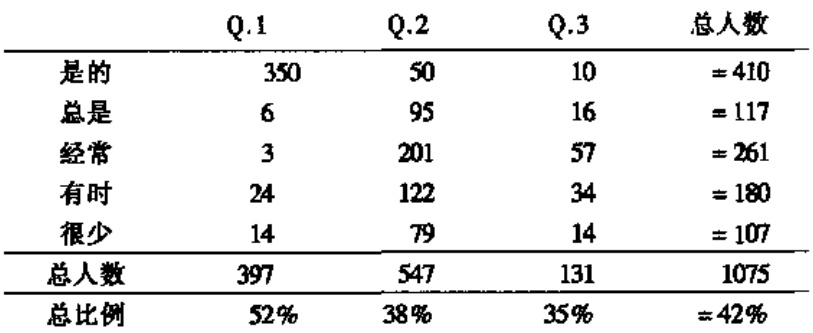 Q.1 Q.2 Q.3 总人数
是的 350 50 10 =410
总是 6 95 16 =117
经常 3 201 57 =261
有时 24 122 34 =180
很少 14 79 14 =107
总人数 397 547 131 1075
总比例 52% 38% 35% =42%